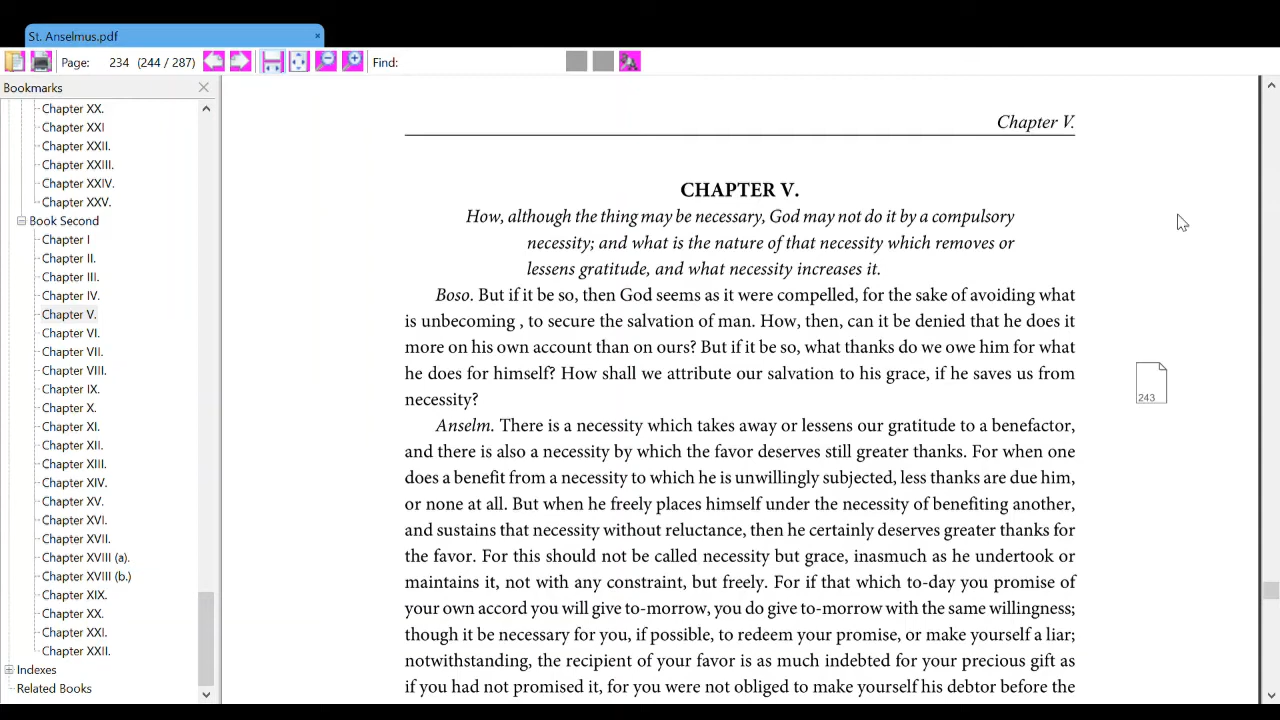 St. Anselmus.pdf
×
Page: 234 (244 / 287) Find:
Bookmarks
Chapter XX.
Chapter XXI
Chapter XXII.
Chapter XXIII.
Chapter XXIV.
Chapter XXV.
Book Second
Chapter I
Chapter II.
Chapter III.
Chapter IV.
Chapter V.
Chapter VI.
Chapter VII.
Chapter VIII.
Chapter IX.
Chapter X.
Chapter XI.
Chapter XII.
Chapter XIII.
Chapter XIV.
Chapter XV.
Chapter XVI.
Chapter XVII.
Chapter XVIII (a).
Chapter XVIII (b.)
Chapter XIX.
Chapter XX.
Chapter XXI.
Chapter XXII.
Indexes
Related Books
Chapter V.
CHAPTER V.
How, although the thing may be necessary, God may not do it by a compulsory
necessity; and what is the nature of that necessity which removes or
lessens gratitude, and what necessity increases it.
Boso. But if it be so, then God seems as it were compelled, for the sake of avoiding what
is unbecoming , to secure the salvation of man. How, then, can it be denied that he does it
more on his own account than on ours? But if it be so, what thanks do we owe him for what
he does for himself? How shall we attribute our salvation to his grace, if he saves us from
necessity?
243
Anselm. There is a necessity which takes away or lessens our gratitude to a benefactor,
and there is also a necessity by which the favor deserves still greater thanks. For when one
does a benefit from a necessity to which he is unwillingly subjected, less thanks are due him,
or none at all. But when he freely places himself under the necessity of benefiting another,
and sustains that necessity without reluctance, then he certainly deserves greater thanks for
the favor. For this should not be called necessity but grace, inasmuch as he undertook or
maintains it, not with any constraint, but freely. For if that which to-day you promise of
your own accord you will give to-morrow, you do give to-morrow with the same willingness;
though it be necessary for you, if possible, to redeem your promise, or make yourself a liar;
notwithstanding, the recipient of your favor is as much indebted for your precious gift as
if you had not promised it, for you were not obliged to make yourself his debtor before the